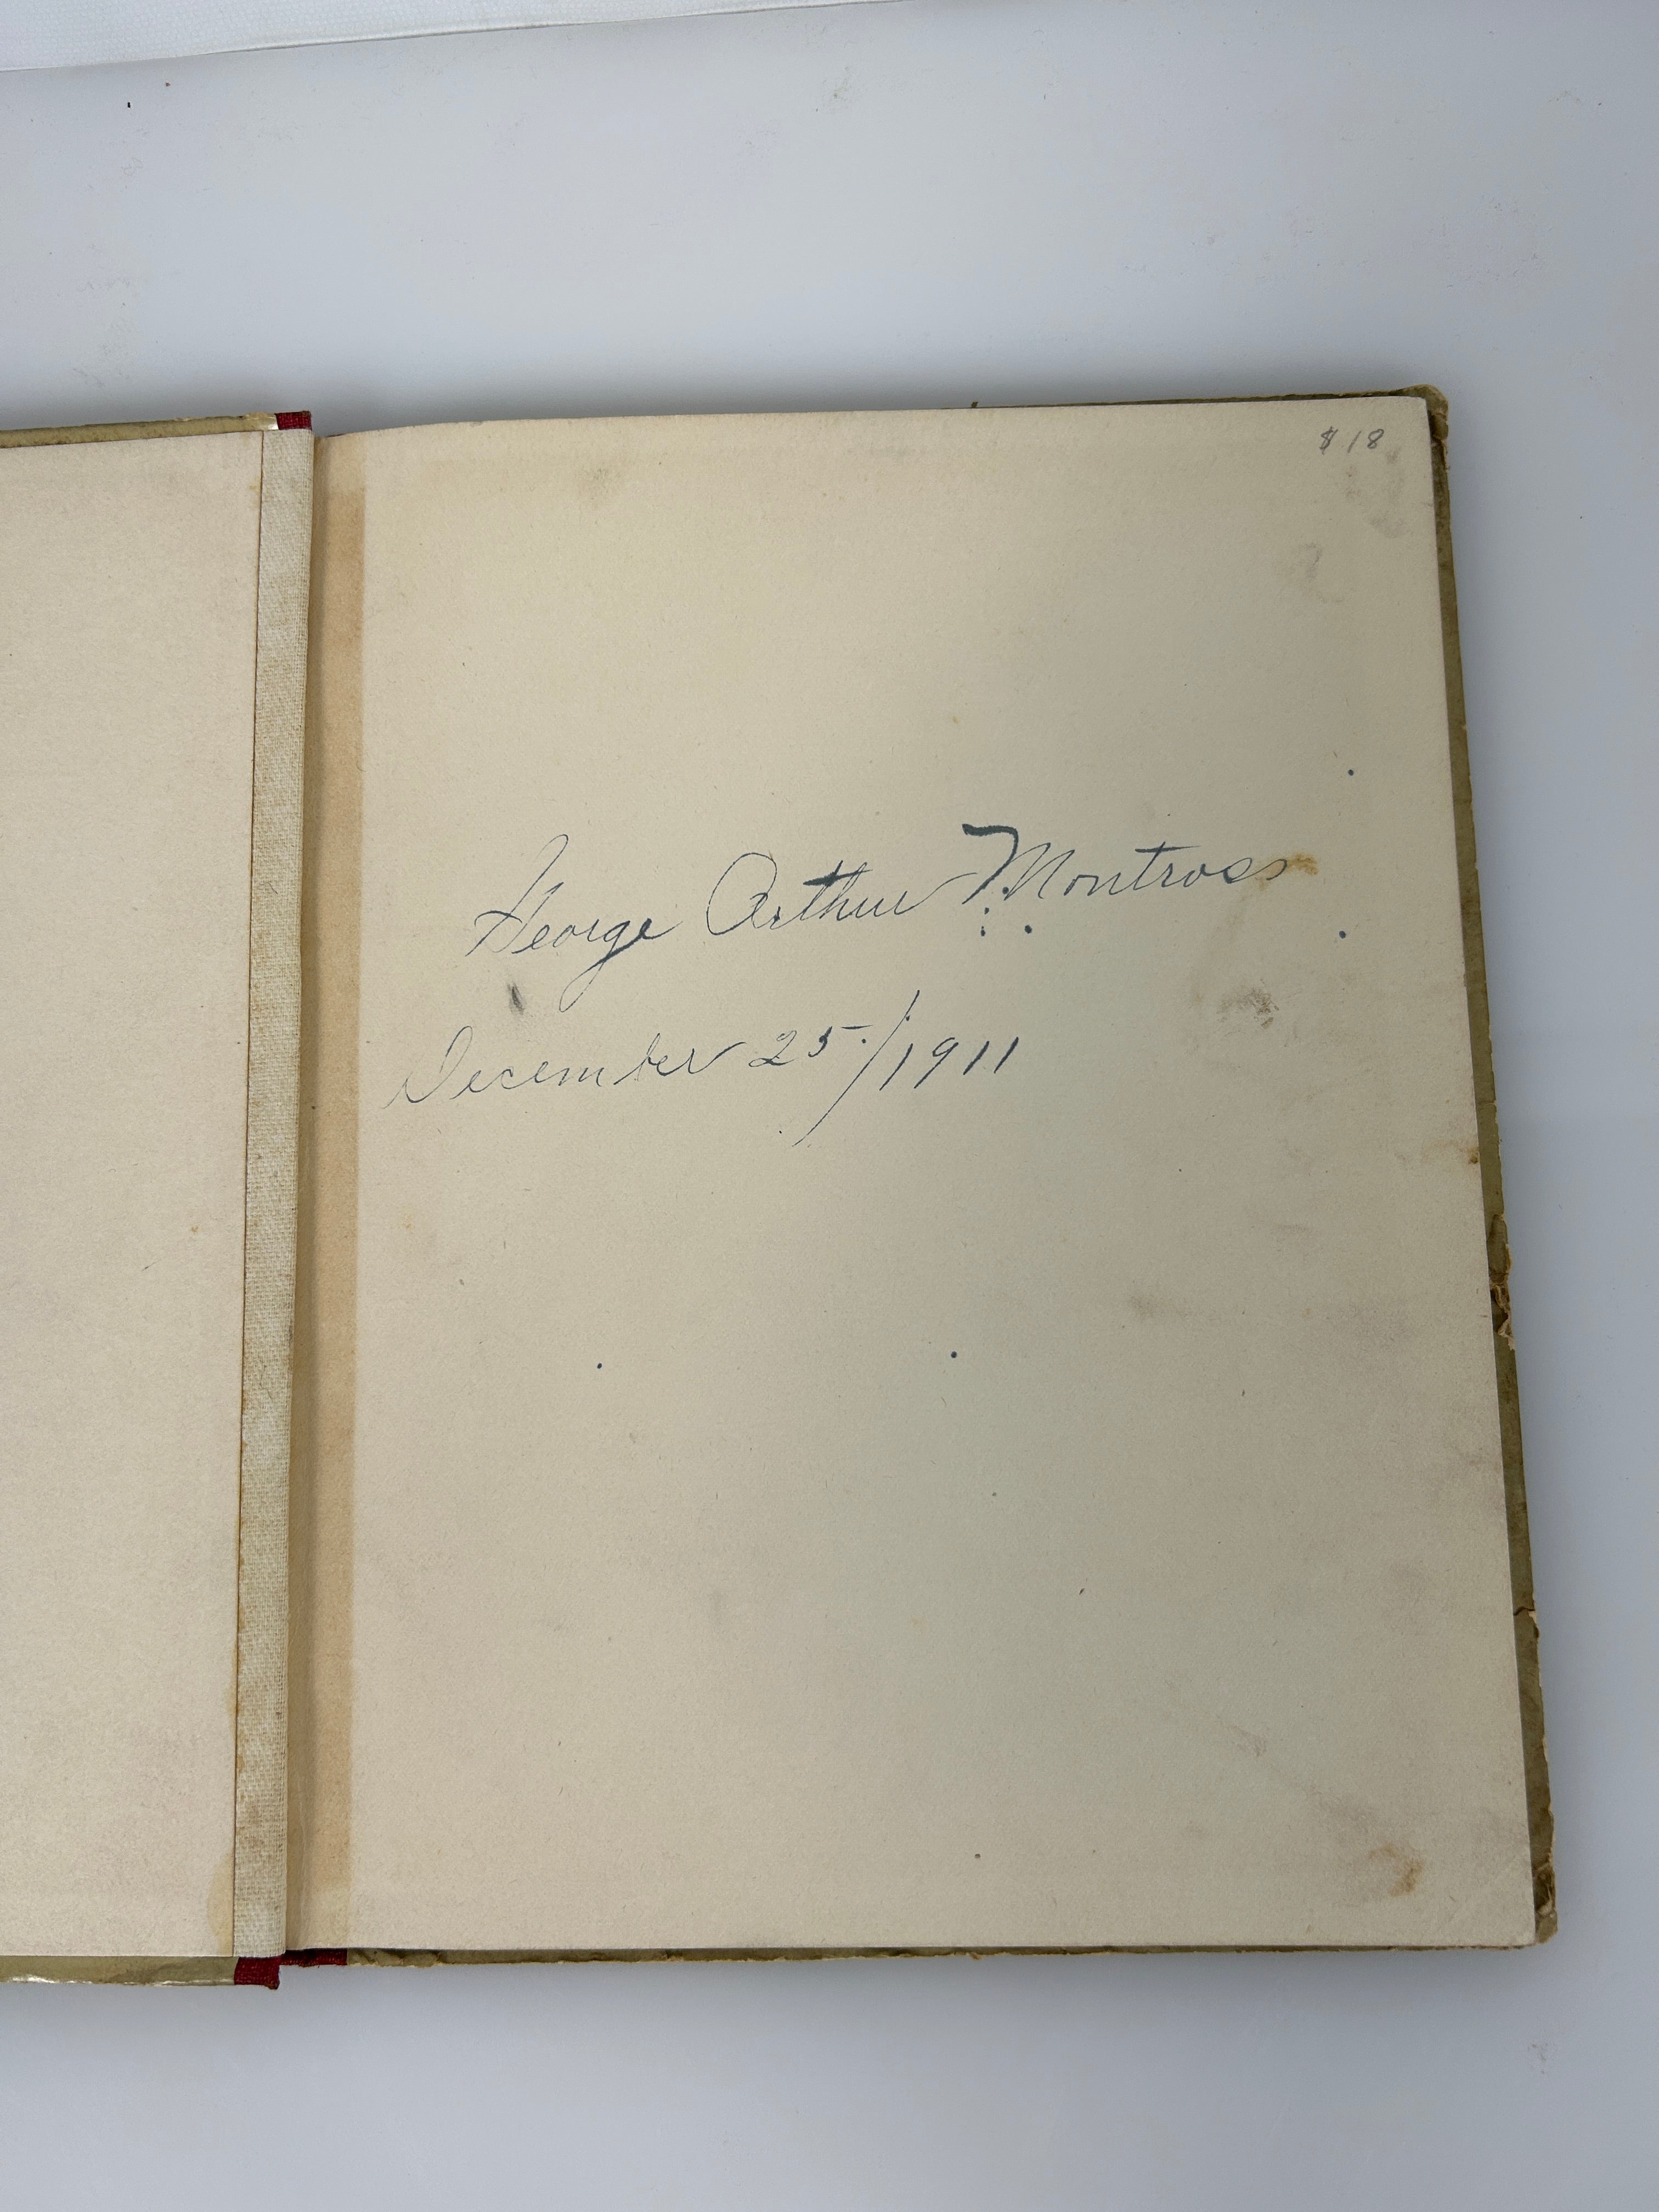 $18
George Arthur Montross
December 25./1911